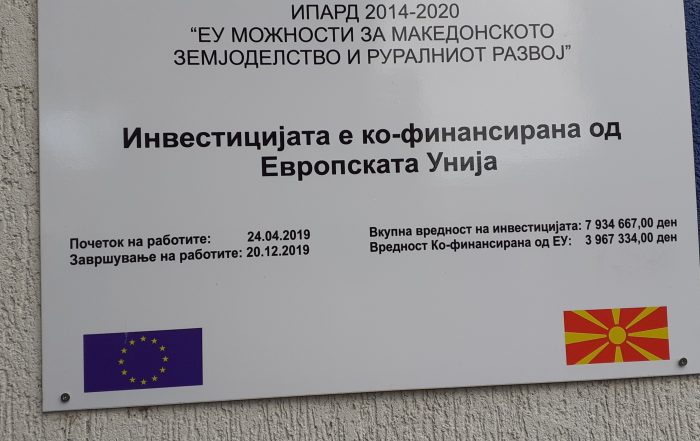 ИПАРД 2014-2020
“ЕУ МОЖНОСТИ ЗА МАКЕДОНСКОТО
ЗЕМЈОДЕЛСТВО И РУРАЛНИОТ РАЗВОЈ”
Инвестицијата е ко-финансирана од
Европската Унија
Почеток на работите: 24.04.2019
Завршување на работите: 20.12.2019
Вкупна вредност на инвестицијата: 7 934 667,00 ден
Вредност Ко-финансирана од ЕУ: 3 967 334,00 ден